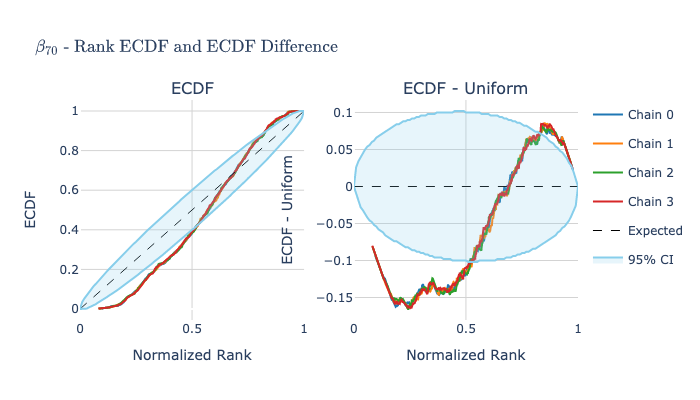 β70 - Rank ECDF and ECDF Difference
ECDF
ECDF - Uniform
ECDF
1
0.8
0.6
0.4
0.2
0
0
0.5
1
Normalized Rank
ECDF - Uniform
0.1
0.05
0
−0.05
−0.1
−0.15
0
0.5
1
Normalized Rank
Chain 0
Chain 1
Chain 2
Chain 3
Expected
95% CI